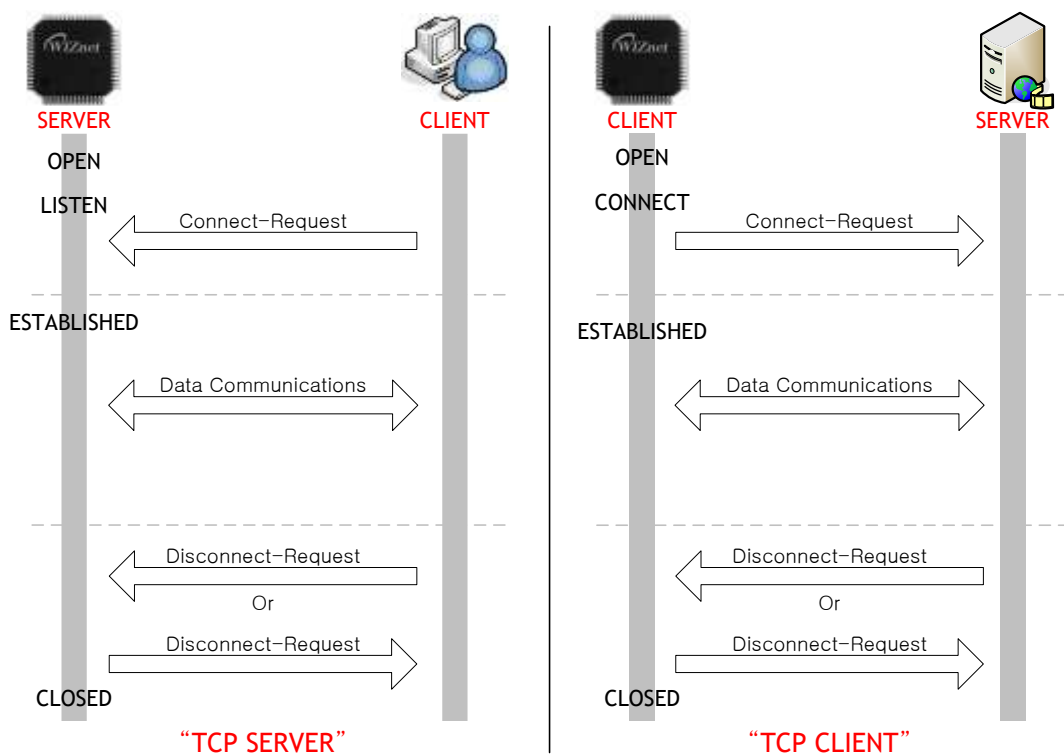 WIZnet
SERVER
CLIENT
OPEN
LISTEN
Connect-Request
ESTABLISHED
Data Communications
Disconnect-Request
Or
Disconnect-Request
CLOSED
“TCP SERVER”
WIZnet
CLIENT
SERVER
OPEN
CONNECT
Connect-Request
ESTABLISHED
Data Communications
Disconnect-Request
Or
Disconnect-Request
CLOSED
“TCP CLIENT”